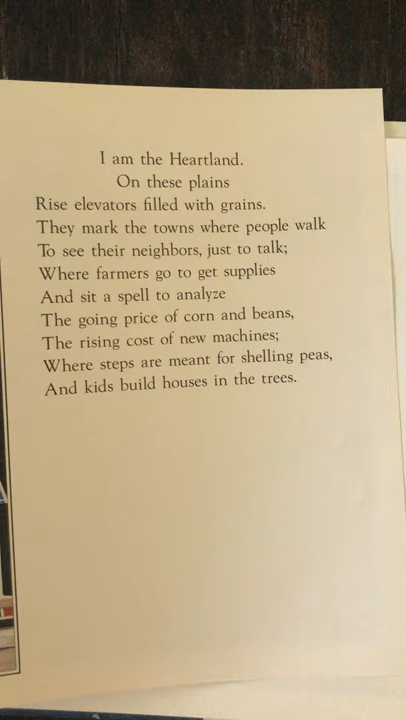 I am the Heartland.
On these plains
Rise elevators filled with grains.
They mark the towns where people walk
To see their neighbors, just to talk;
Where farmers go to get supplies
And sit a spell to analyze
The going price of corn and beans,
The rising cost of new machines;
Where steps are meant for shelling peas,
And kids build houses in the trees.